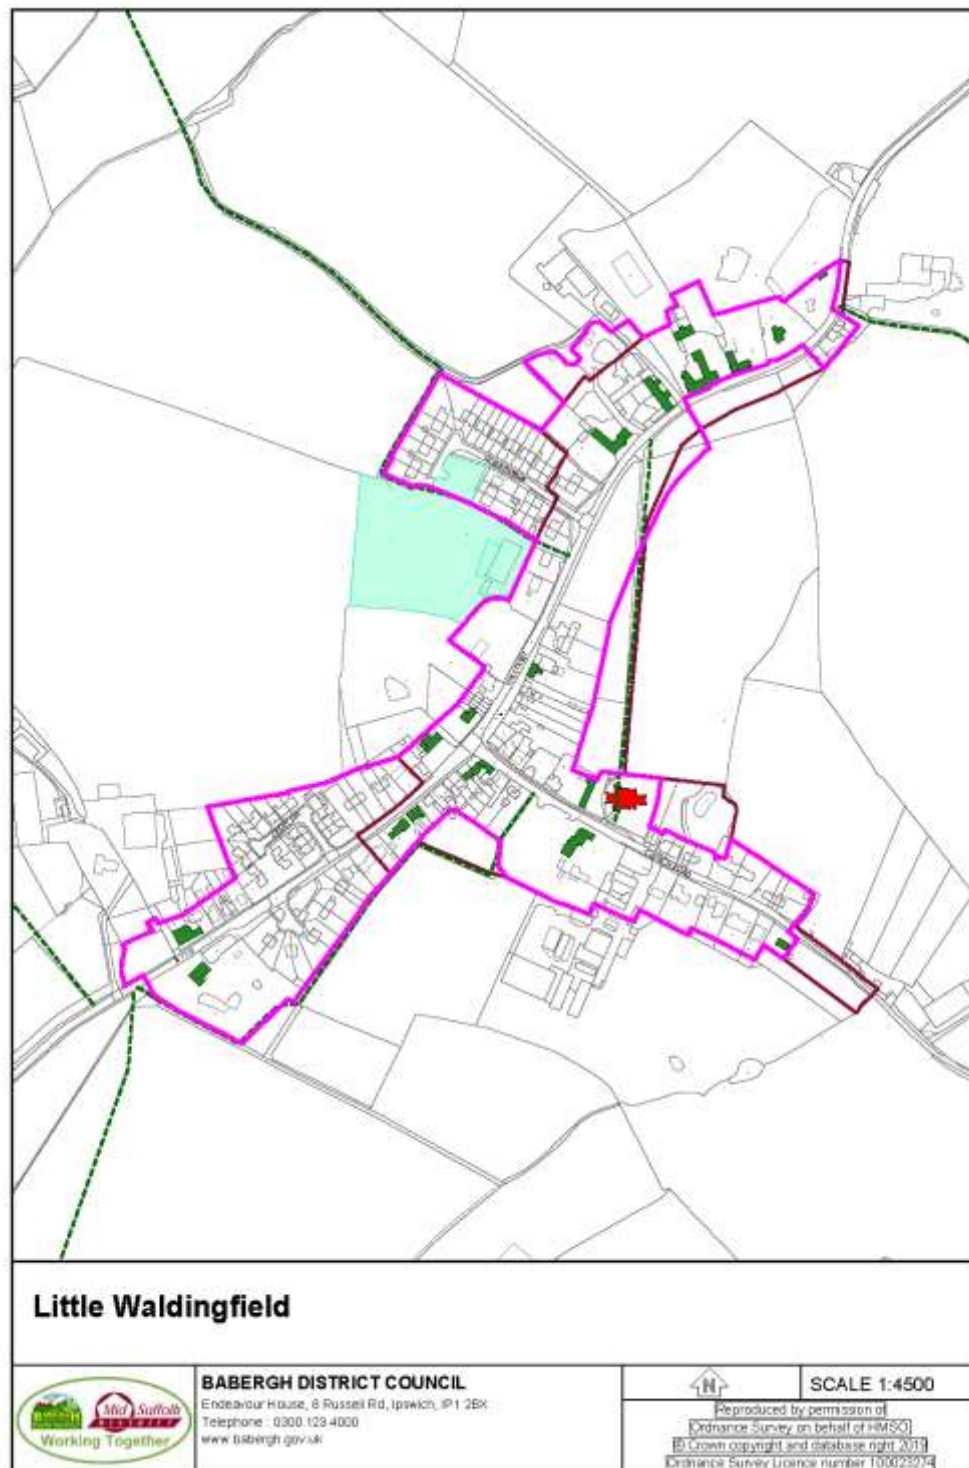 Little Waldingfield
BABERGH
Mid Suffolk
DISTRICT
Working Together
BABERGH DISTRICT COUNCIL
Endeavour House, 8 Russell Rd, Ipswich, IP1 2BX
Telephone : 0300 123 4000
www.babergh.gov.uk
N
SCALE 1:4500
Reproduced by permission of
Ordnance Survey on behalf of HMSO
© Crown copyright and database right 2019
Ordnance Survey Licence number 100023274